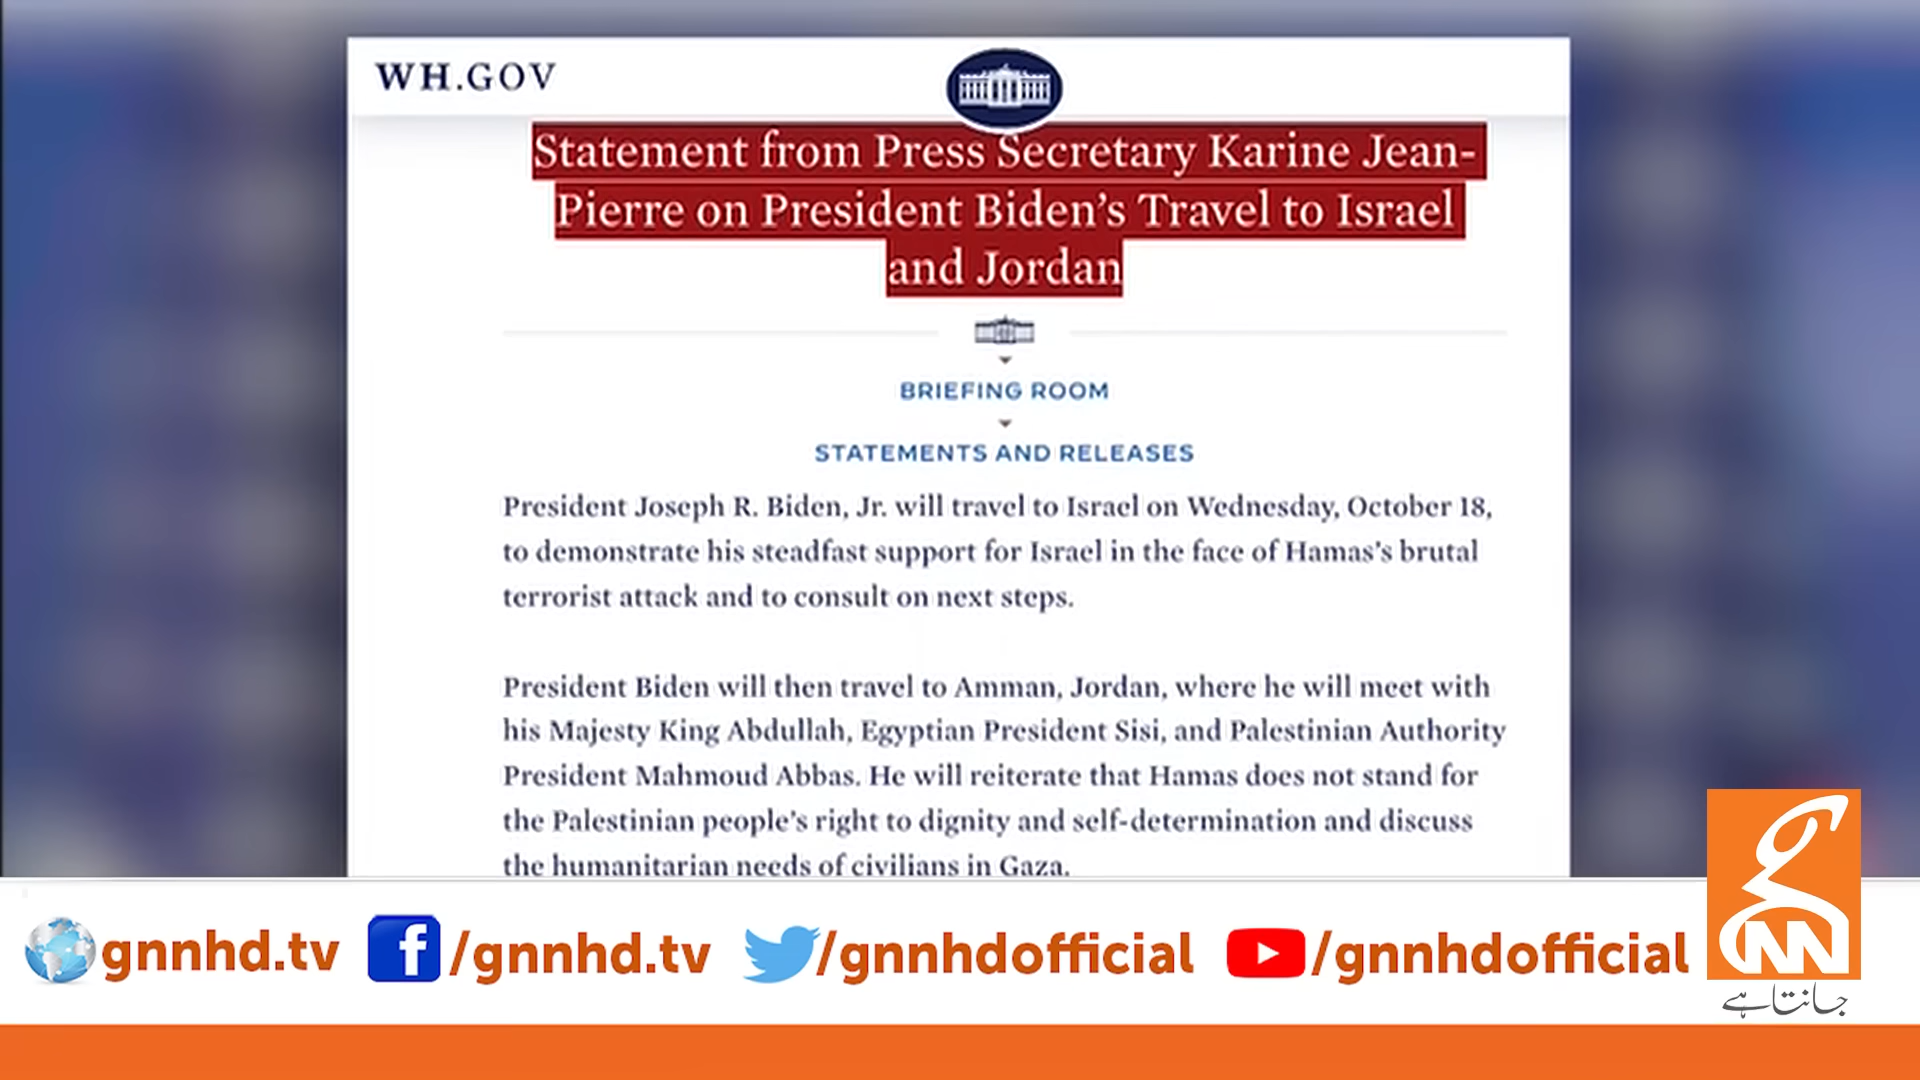 WH.GOV
Statement from Press Secretary Karine Jean-
Pierre on President Biden’s Travel to Israel
and Jordan
BRIEFING ROOM
STATEMENTS AND RELEASES
President Joseph R. Biden, Jr. will travel to Israel on Wednesday, October 18,
to demonstrate his steadfast support for Israel in the face of Hamas’s brutal
terrorist attack and to consult on next steps.
President Biden will then travel to Amman, Jordan, where he will meet with
his Majesty King Abdullah, Egyptian President Sisi, and Palestinian Authority
President Mahmoud Abbas. He will reiterate that Hamas does not stand for
the Palestinian people’s right to dignity and self-determination and discuss
the humanitarian needs of civilians in Gaza.
gnnhd.tv f/gnnhd.tv /gnnhdofficial /gnnhdofficial
GNN
جانتا ہے